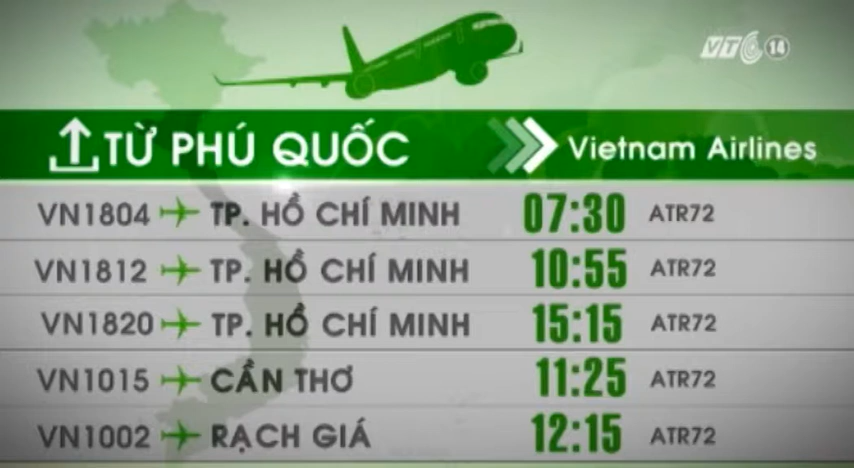 VTC 14
TỪ PHÚ QUỐC Vietnam Airlines
VN1804 TP. HỒ CHÍ MINH 07:30 ATR72
VN1812 TP. HỒ CHÍ MINH 10:55 ATR72
VN1820 TP. HỒ CHÍ MINH 15:15 ATR72
VN1015 CẦN THƠ 11:25 ATR72
VN1002 RẠCH GIÁ 12:15 ATR72